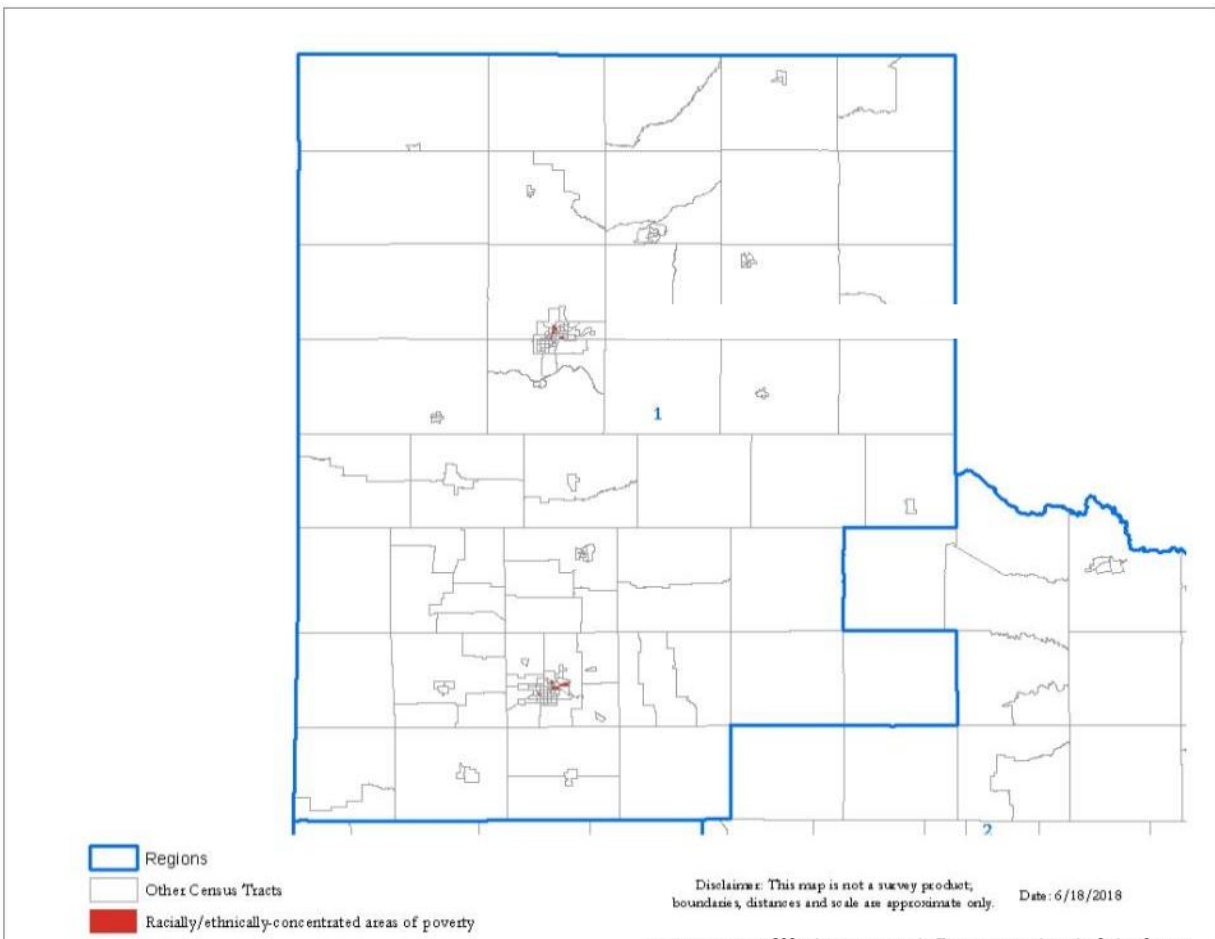 1
2
Regions
Other Census Tracts
Racially/ethnically-concentrated areas of poverty
Disclaimer: This map is not a survey product;
boundaries, distances and scale are approximate only.
Date: 6/18/2018